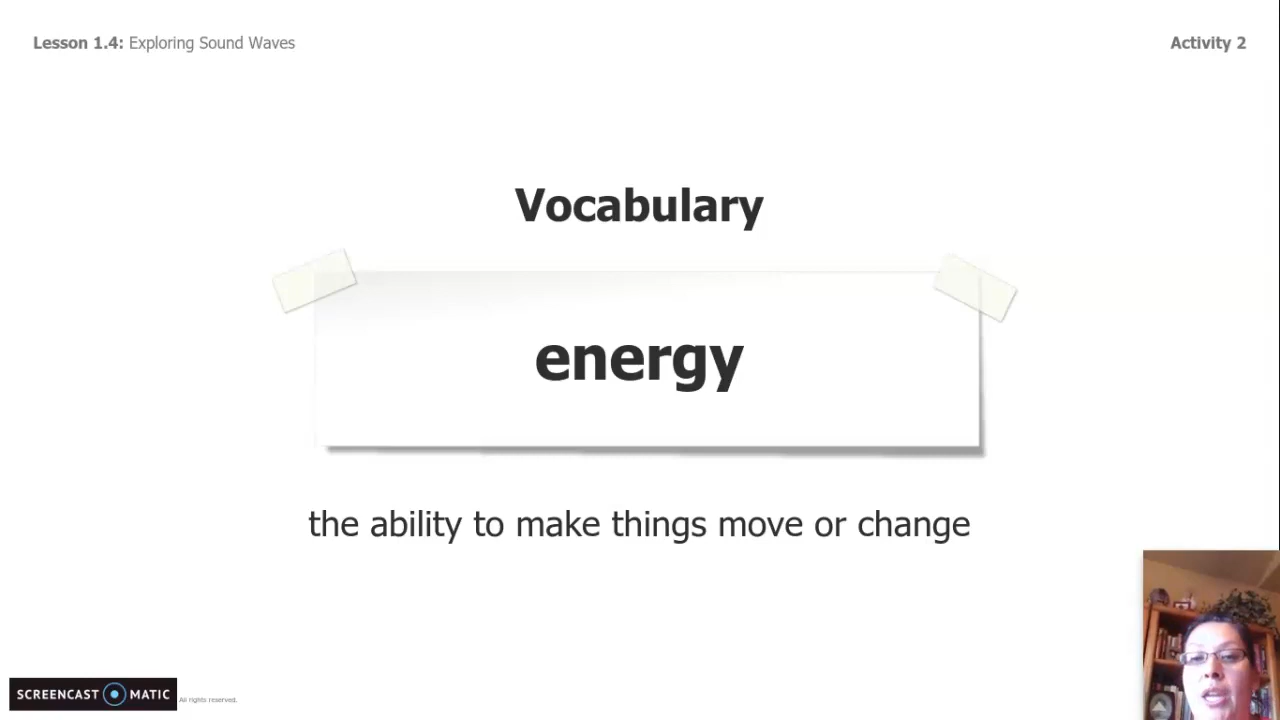 Lesson 1.4: Exploring Sound Waves
Activity 2
Vocabulary
energy
the ability to make things move or change
SCREENCAST MATIC
All rights reserved.